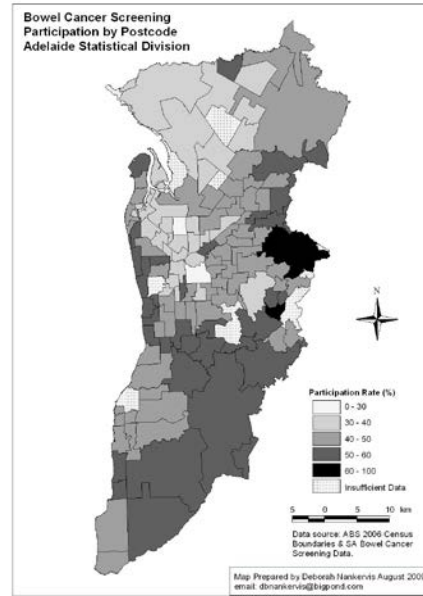 Bowel Cancer Screening
Participation by Postcode
Adelaide Statistical Division
N
Participation Rate (%)
0 - 30
30 - 40
40 - 50
50 - 60
60 - 100
Insufficient Data
5 0 5 10 km
Data source: ABS 2006 Census
Boundaries & SA Bowel Cancer
Screening Data.
Map Prepared by Deborah Nankervis August 2009
email: dbnankervis@bigpond.com